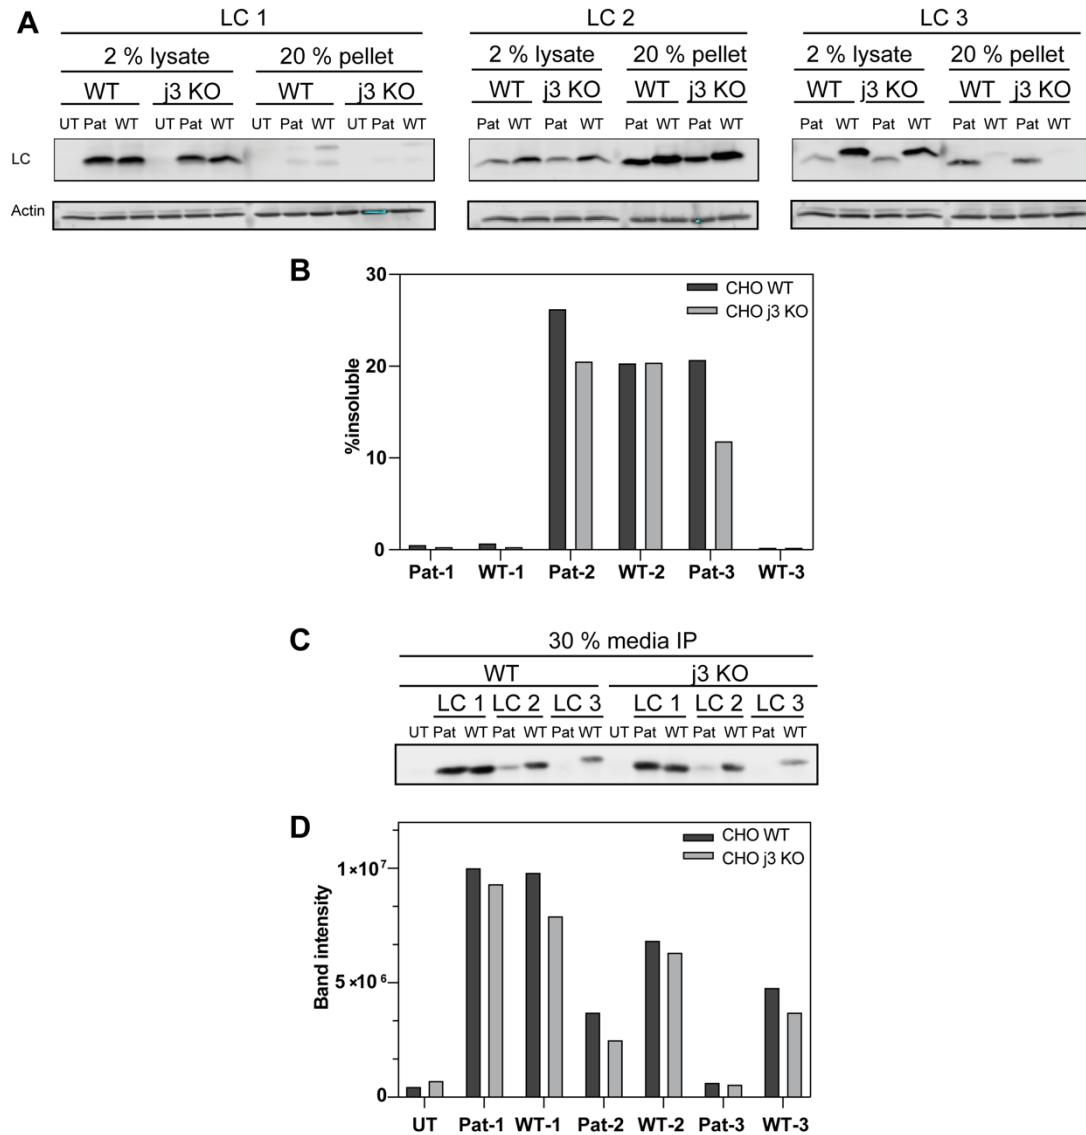 A
LC 1 LC 2 LC 3
2 % lysate 20 % pellet 2 % lysate 20 % pellet 2 % lysate 20 % pellet
WT j3 KO WT j3 KO WT j3 KO WT j3 KO WT j3 KO WT j3 KO
UT Pat WT UT Pat WT UT Pat WT UT Pat WT Pat WT Pat WT Pat WT Pat WT Pat WT Pat WT Pat WT Pat WT
LC
Actin
B
30
CHO WT
CHO j3 KO
20
%insoluble
10
0
Pat-1 WT-1 Pat-2 WT-2 Pat-3 WT-3
C
30 % media IP
WT j3 KO
LC 1 LC 2 LC 3 LC 1 LC 2 LC 3
UT Pat WT Pat WT Pat WT UT Pat WT Pat WT Pat WT
D
CHO WT
CHO j3 KO
1×10⁷
Band intensity
5×10⁶
0
UT Pat-1 WT-1 Pat-2 WT-2 Pat-3 WT-3